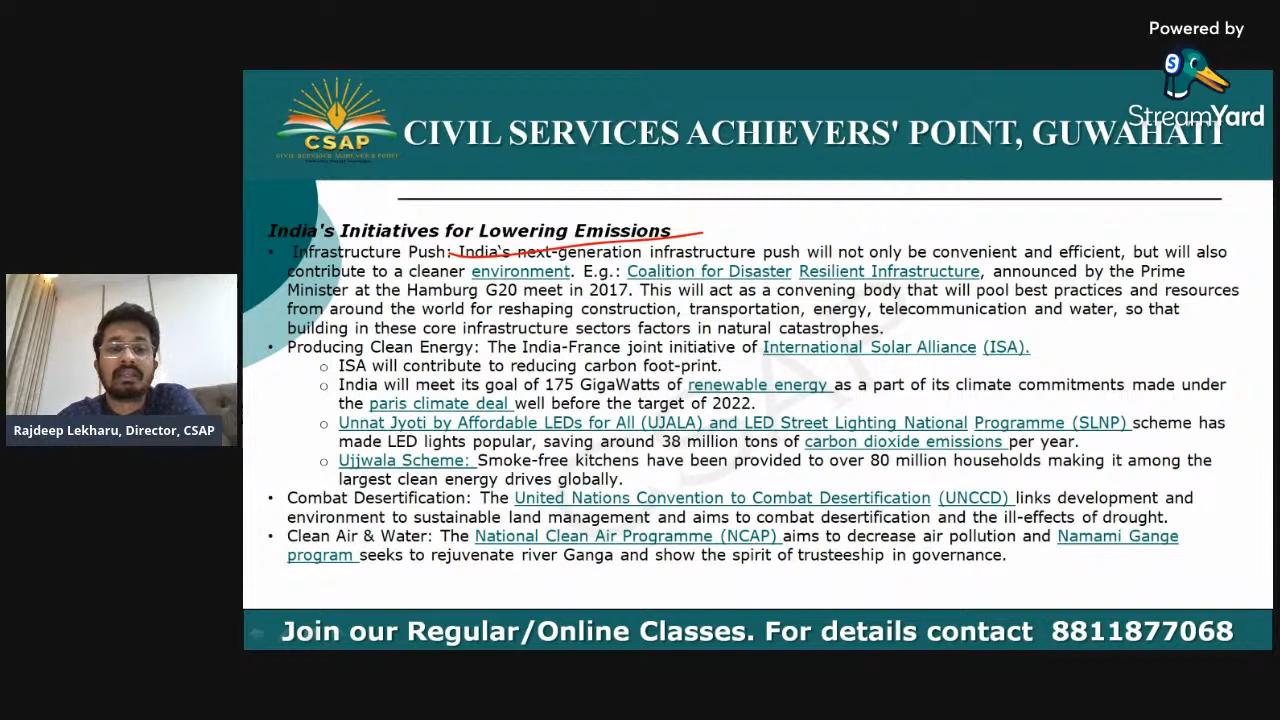 Powered by
StreamYard
CSAP
CIVIL SERVICES ACHIEVERS' POINT, GUWAHATI
CIVIL SERVICES ACHIEVER'S POINT
India's Initiatives for Lowering Emissions
• Infrastructure Push: India's next-generation infrastructure push will not only be convenient and efficient, but will also
contribute to a cleaner environment. E.g.: Coalition for Disaster Resilient Infrastructure, announced by the Prime
Minister at the Hamburg G20 meet in 2017. This will act as a convening body that will pool best practices and resources
from around the world for reshaping construction, transportation, energy, telecommunication and water, so that
building in these core infrastructure sectors factors in natural catastrophes.
• Producing Clean Energy: The India-France joint initiative of International Solar Alliance (ISA).
o ISA will contribute to reducing carbon foot-print.
o India will meet its goal of 175 GigaWatts of renewable energy as a part of its climate commitments made under
the paris climate deal well before the target of 2022.
o Unnat Jyoti by Affordable LEDs for All (UJALA) and LED Street Lighting National Programme (SLNP) scheme has
made LED lights popular, saving around 38 million tons of carbon dioxide emissions per year.
o Ujjwala Scheme: Smoke-free kitchens have been provided to over 80 million households making it among the
largest clean energy drives globally.
• Combat Desertification: The United Nations Convention to Combat Desertification (UNCCD) links development and
environment to sustainable land management and aims to combat desertification and the ill-effects of drought.
• Clean Air & Water: The National Clean Air Programme (NCAP) aims to decrease air pollution and Namami Gange
program seeks to rejuvenate river Ganga and show the spirit of trusteeship in governance.
Rajdeep Lekharu, Director, CSAP
Join our Regular/Online Classes. For details contact 8811877068